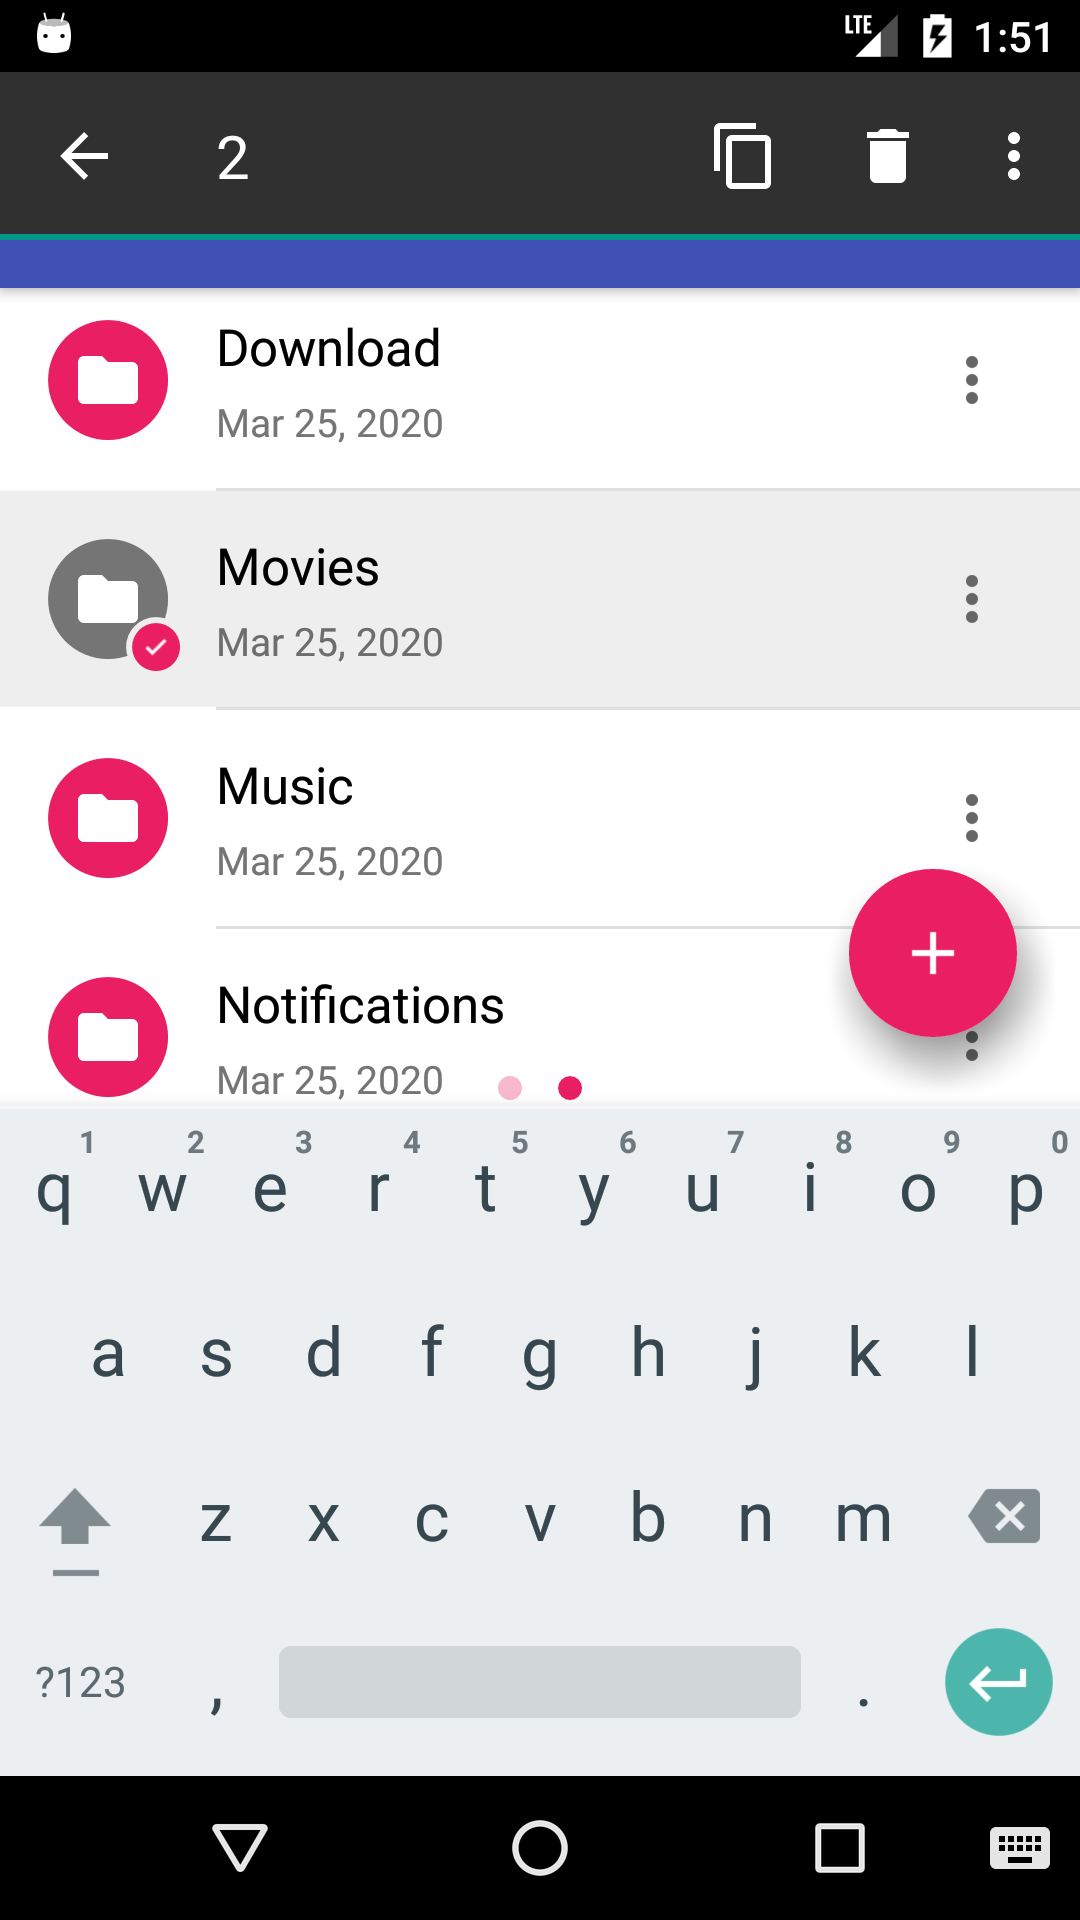 LTE 1:51
2
Download
Mar 25, 2020
Movies
Mar 25, 2020
Music
Mar 25, 2020
Notifications
Mar 25, 2020
1 2 3 4 5 6 7 8 9 0
q w e r t y u i o p
a s d f g h j k l
z x c v b n m
?123 , .